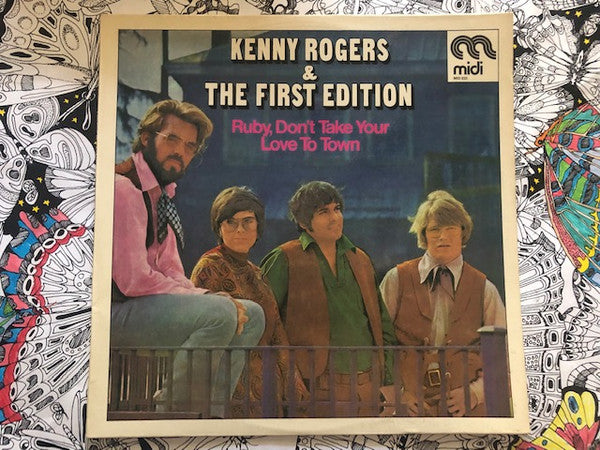 KENNY ROGERS
&
THE FIRST EDITION
Ruby, Don't Take Your
Love To Town
midi